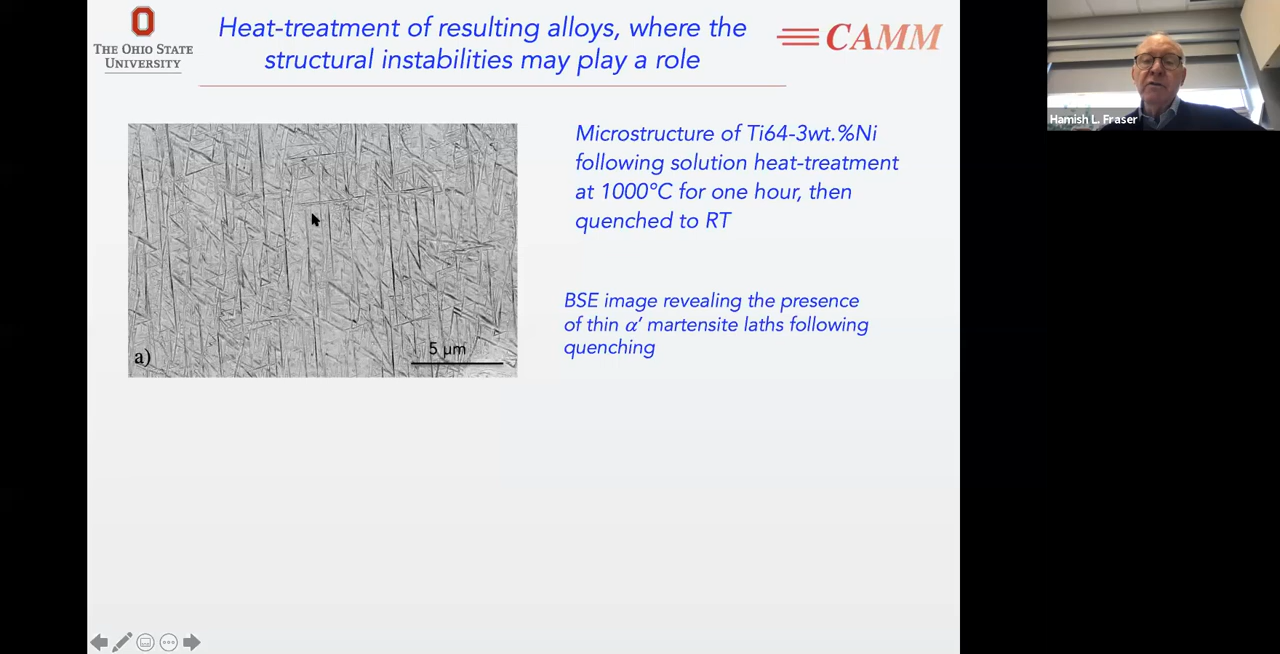 THE OHIO STATE
UNIVERSITY
Heat-treatment of resulting alloys, where the
structural instabilities may play a role
CAMM
Hamish L. Fraser
Microstructure of Ti64-3wt.%Ni
following solution heat-treatment
at 1000°C for one hour, then
quenched to RT
BSE image revealing the presence
of thin α’ martensite laths following
quenching
a)
5 μm